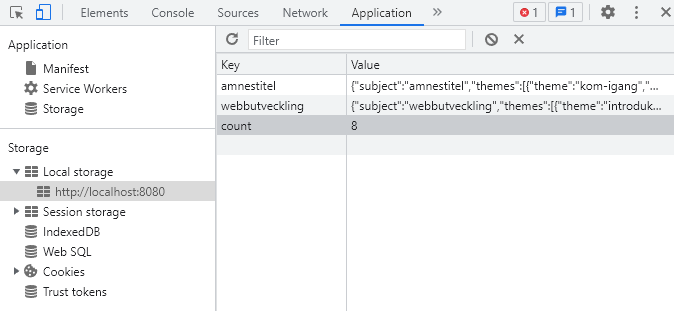 Elements Console Sources Network Application 1 1
Application
Manifest
Service Workers
Storage
Storage
Local storage
http://localhost:8080
Session storage
IndexedDB
Web SQL
Cookies
Trust tokens
Filter
Key Value
amnestitel {"subject":"amnestitel","themes":[{"theme":"kom-igang","...
webbutveckling {"subject":"webbutveckling","themes":[{"theme":"introduk...
count 8